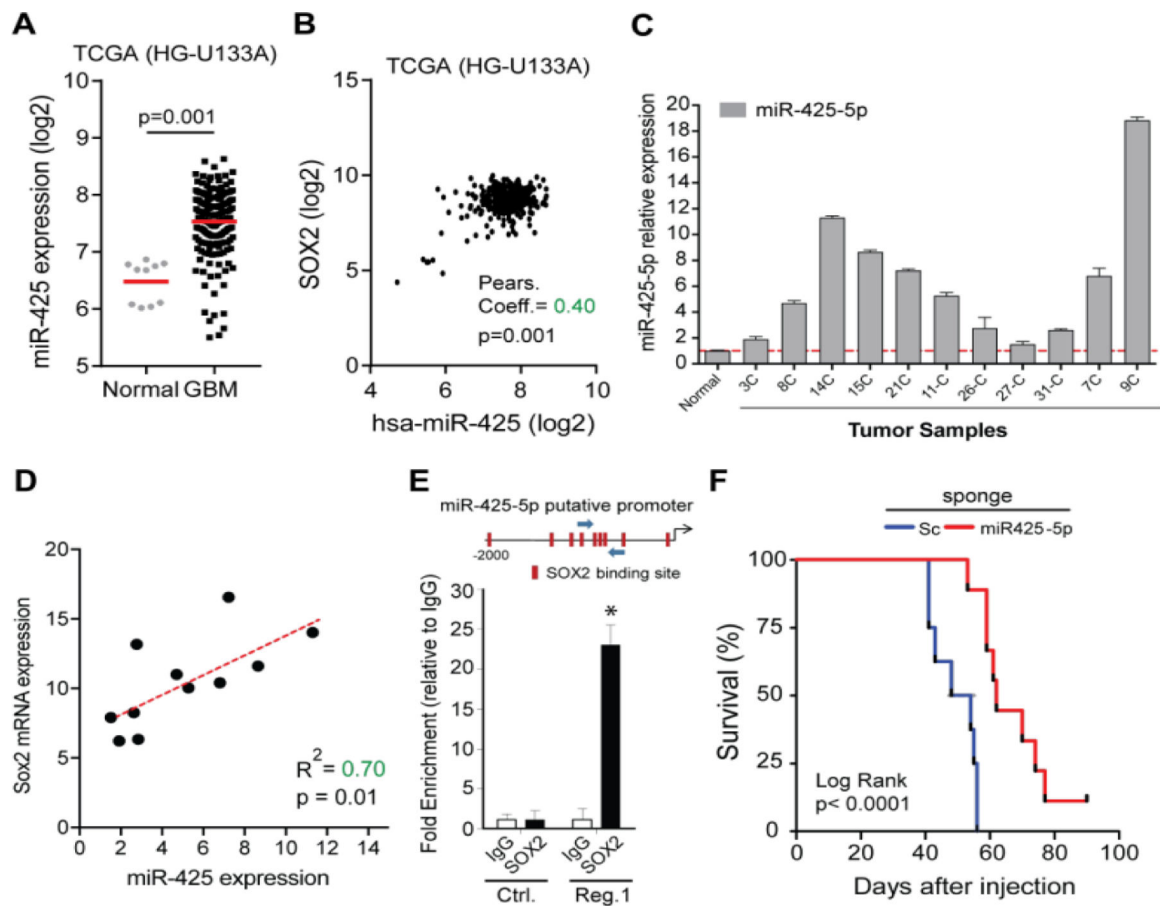 A
TCGA (HG-U133A)
p=0.001
miR-425 expression (log2)
10
9
8
7
6
5
Normal GBM
B
TCGA (HG-U133A)
SOX2 (log2)
15
10
5
0
Pears.
Coeff.= 0.40
p=0.001
4 6 8 10
hsa-miR-425 (log2)
C
miR-425-5p relative expression
miR-425-5p
20
18
16
14
12
10
8
6
4
2
0
Normal 3C 8C 14C 15C 21C 11-C 26-C 27-C 31-C 7C 9C
Tumor Samples
D
Sox2 mRNA expression
20
15
10
5
0
R2= 0.70
p = 0.01
0 2 4 6 8 10 12 14
miR-425 expression
E
miR-425-5p putative promoter
-2000
SOX2 binding site
Fold Enrichment (relative to IgG)
30
25
20
15
10
5
0
*
IgG SOX2 IgG SOX2
Ctrl. Reg.1
F
sponge
Sc miR425-5p
Survival (%)
100
75
50
25
0
Log Rank
p< 0.0001
0 20 40 60 80 100
Days after injection